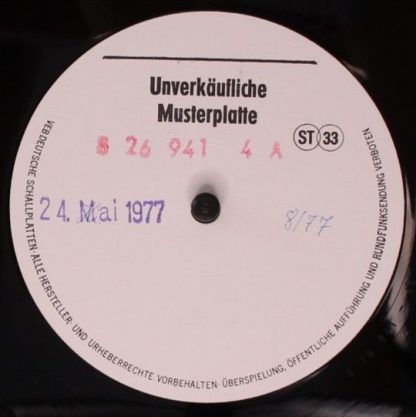 Unverkäufliche
Musterplatte
8 26 941 4 A
ST 33
24. Mai 1977
8/77
VEB DEUTSCHE SCHALLPLATTEN · ALLE HERSTELLER- UND URHEBERRECHTE VORBEHALTEN · ÜBERSPIELUNG, ÖFFENTLICHE AUFFÜHRUNG UND RUNDFUNKSENDUNG VERBOTEN